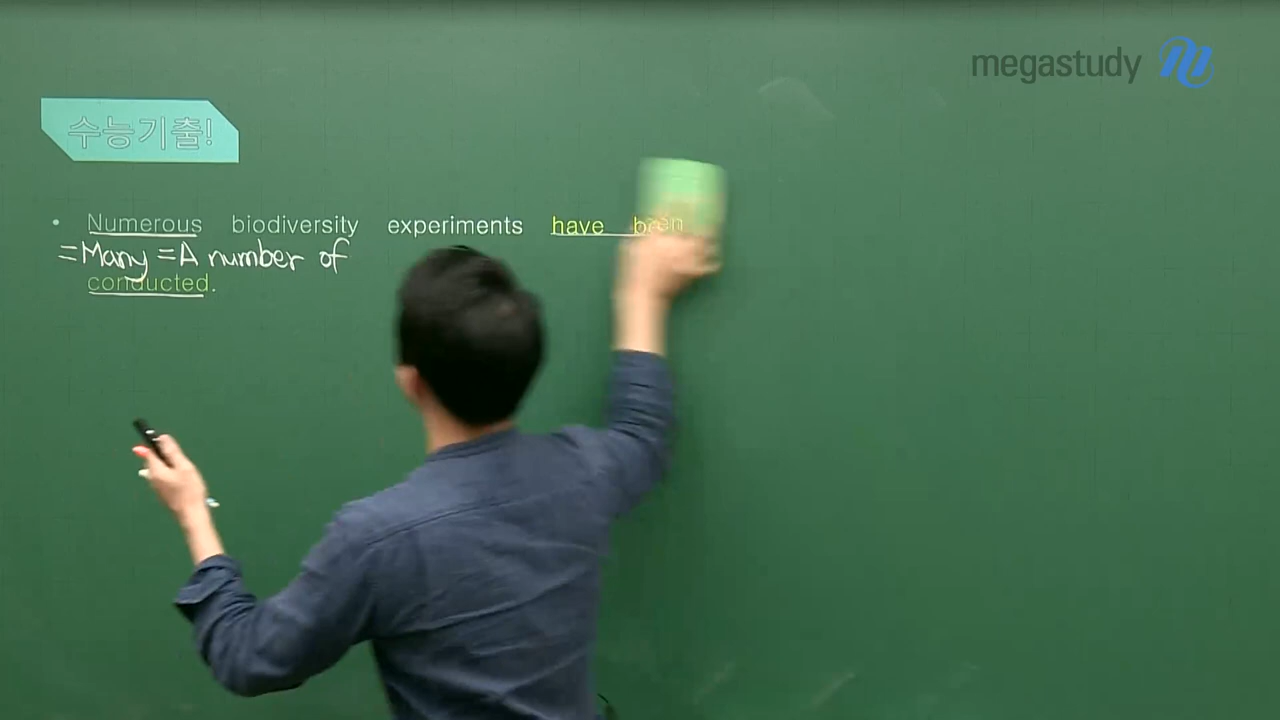 megastudy
수능기출!
• Numerous biodiversity experiments have been
=Many =A number of
conducted.